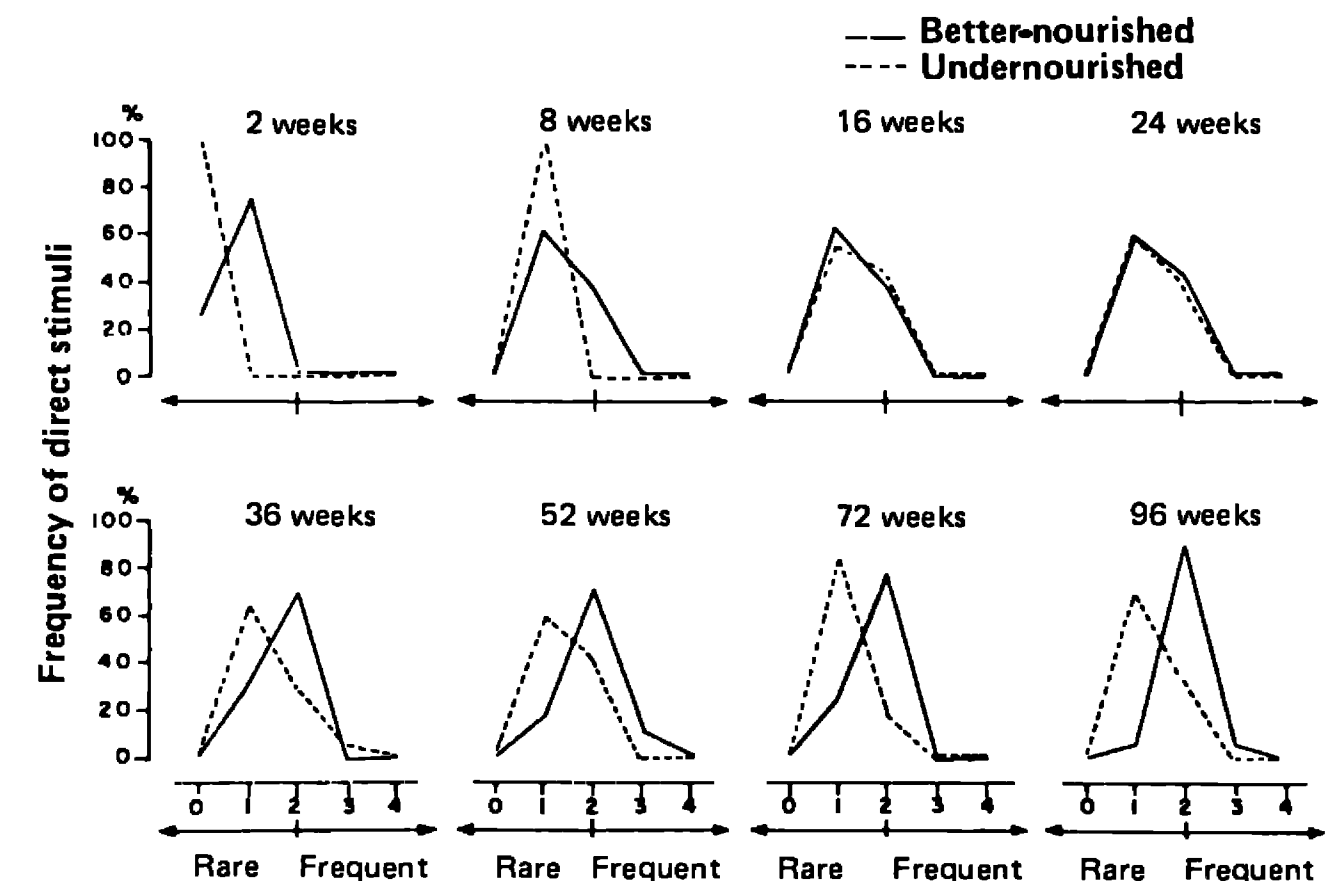 Better-nourished
Undernourished
% 2 weeks 8 weeks 16 weeks 24 weeks
100
80
60
40
20
0
Frequency of direct stimuli
% 36 weeks 52 weeks 72 weeks 96 weeks
100
80
60
40
20
0
0 1 2 3 4 0 1 2 3 4 0 1 2 3 4 0 1 2 3 4
Rare Frequent Rare Frequent Rare Frequent Rare Frequent